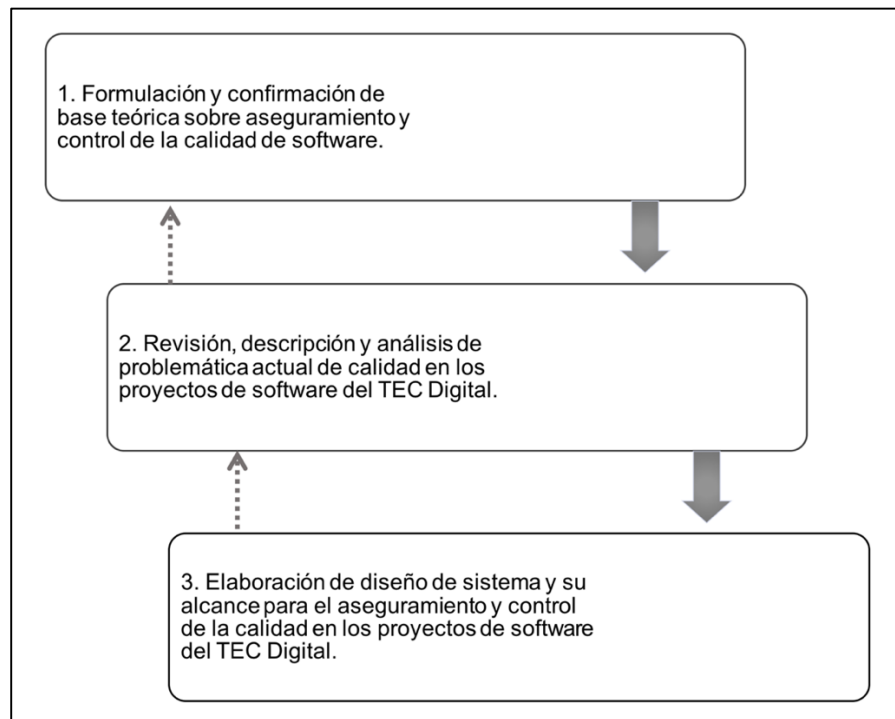 1. Formulación y confirmación de
base teórica sobre aseguramiento y
control de la calidad de software.
2. Revisión, descripción y análisis de
problemática actual de calidad en los
proyectos de software del TEC Digital.
3. Elaboración de diseño de sistema y su
alcance para el aseguramiento y control
de la calidad en los proyectos de software
del TEC Digital.